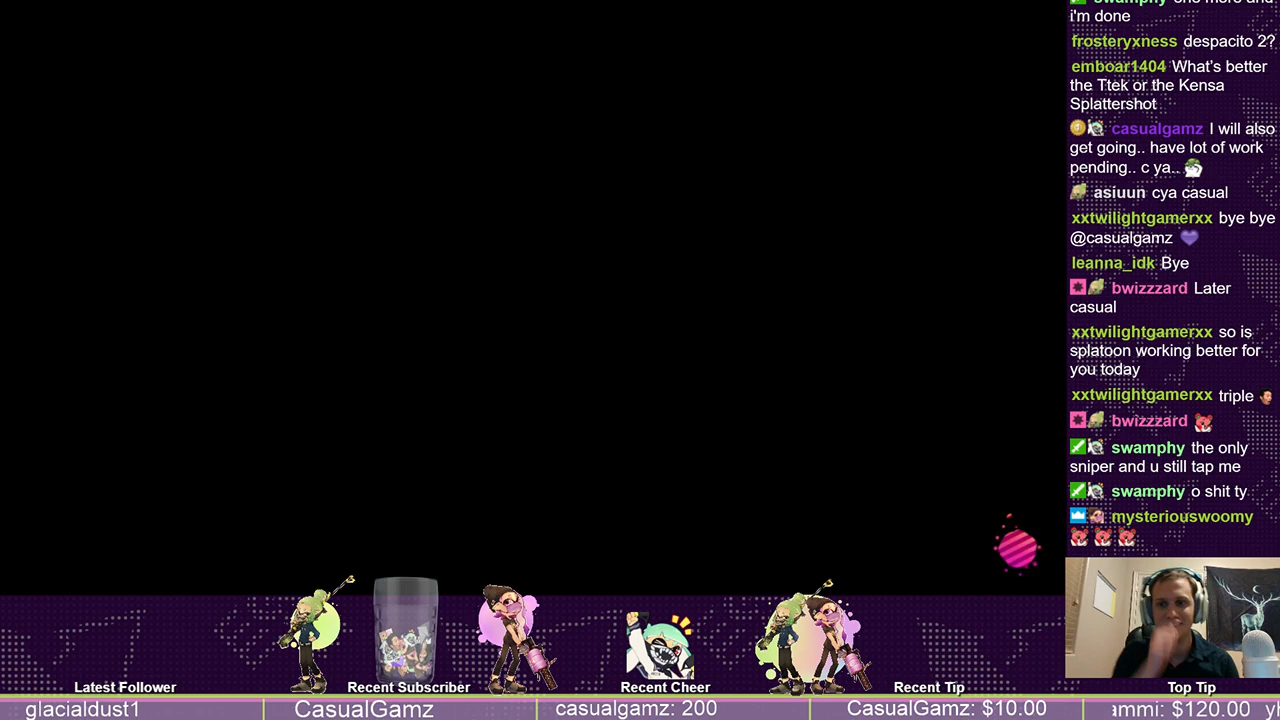 swamphy one more and
i'm done
frosteryxness despacito 2?
emboar1404 What's better
the Ttek or the Kensa
Splattershot
casualgamz I will also
get going.. have lot of work
pending.. c ya..
asiuun cya casual
xxtwilightgamerxx bye bye
@casualgamz
leanna_idk Bye
bwizzzard Later
casual
xxtwilightgamerxx so is
splatoon working better for
you today
xxtwilightgamerxx triple
bwizzzard
swamphy the only
sniper and u still tap me
swamphy o shit ty
mysteriouswoomy
Latest Follower
Recent Subscriber
Recent Cheer
Recent Tip
Top Tip
glacialdust1
CasualGamz
casualgamz: 200
CasualGamz: $10.00
ammi: $120.00